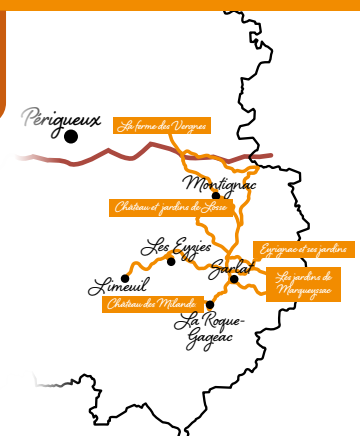 Périgueux
La ferme des Vergnes
Montignac
Château et jardins de Losse
Les Eyzies
Eyrignac et ses jardins
Sarlat
Les jardins de
Marqueyssac
Limeuil
Château des Milande
La Roque-
Gageac